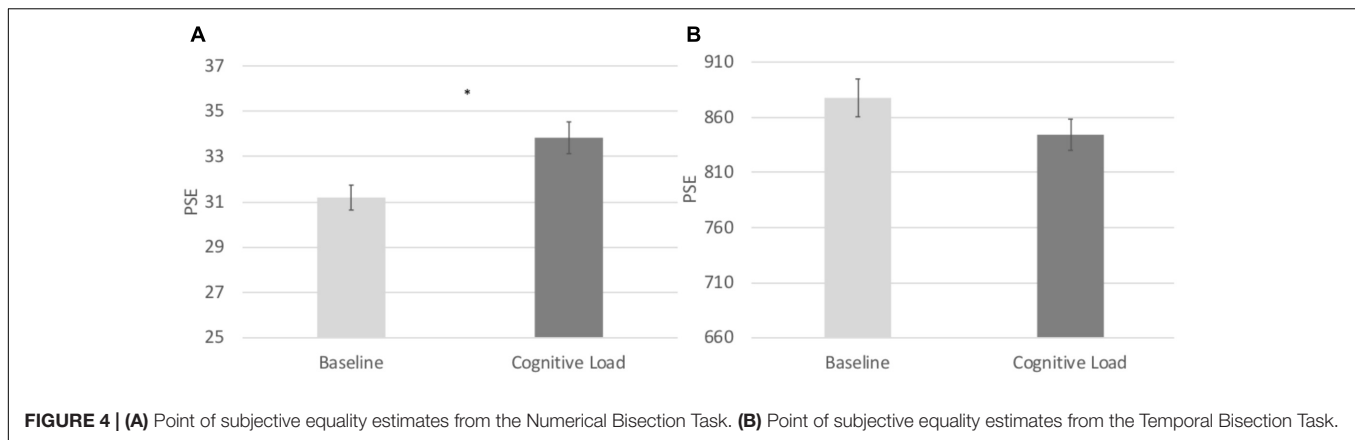 A
37
35
33
31
29
27
25
PSE
*
Baseline Cognitive Load
B
910
860
810
760
710
660
PSE
Baseline Cognitive Load
FIGURE 4 | (A) Point of subjective equality estimates from the Numerical Bisection Task. (B) Point of subjective equality estimates from the Temporal Bisection Task.